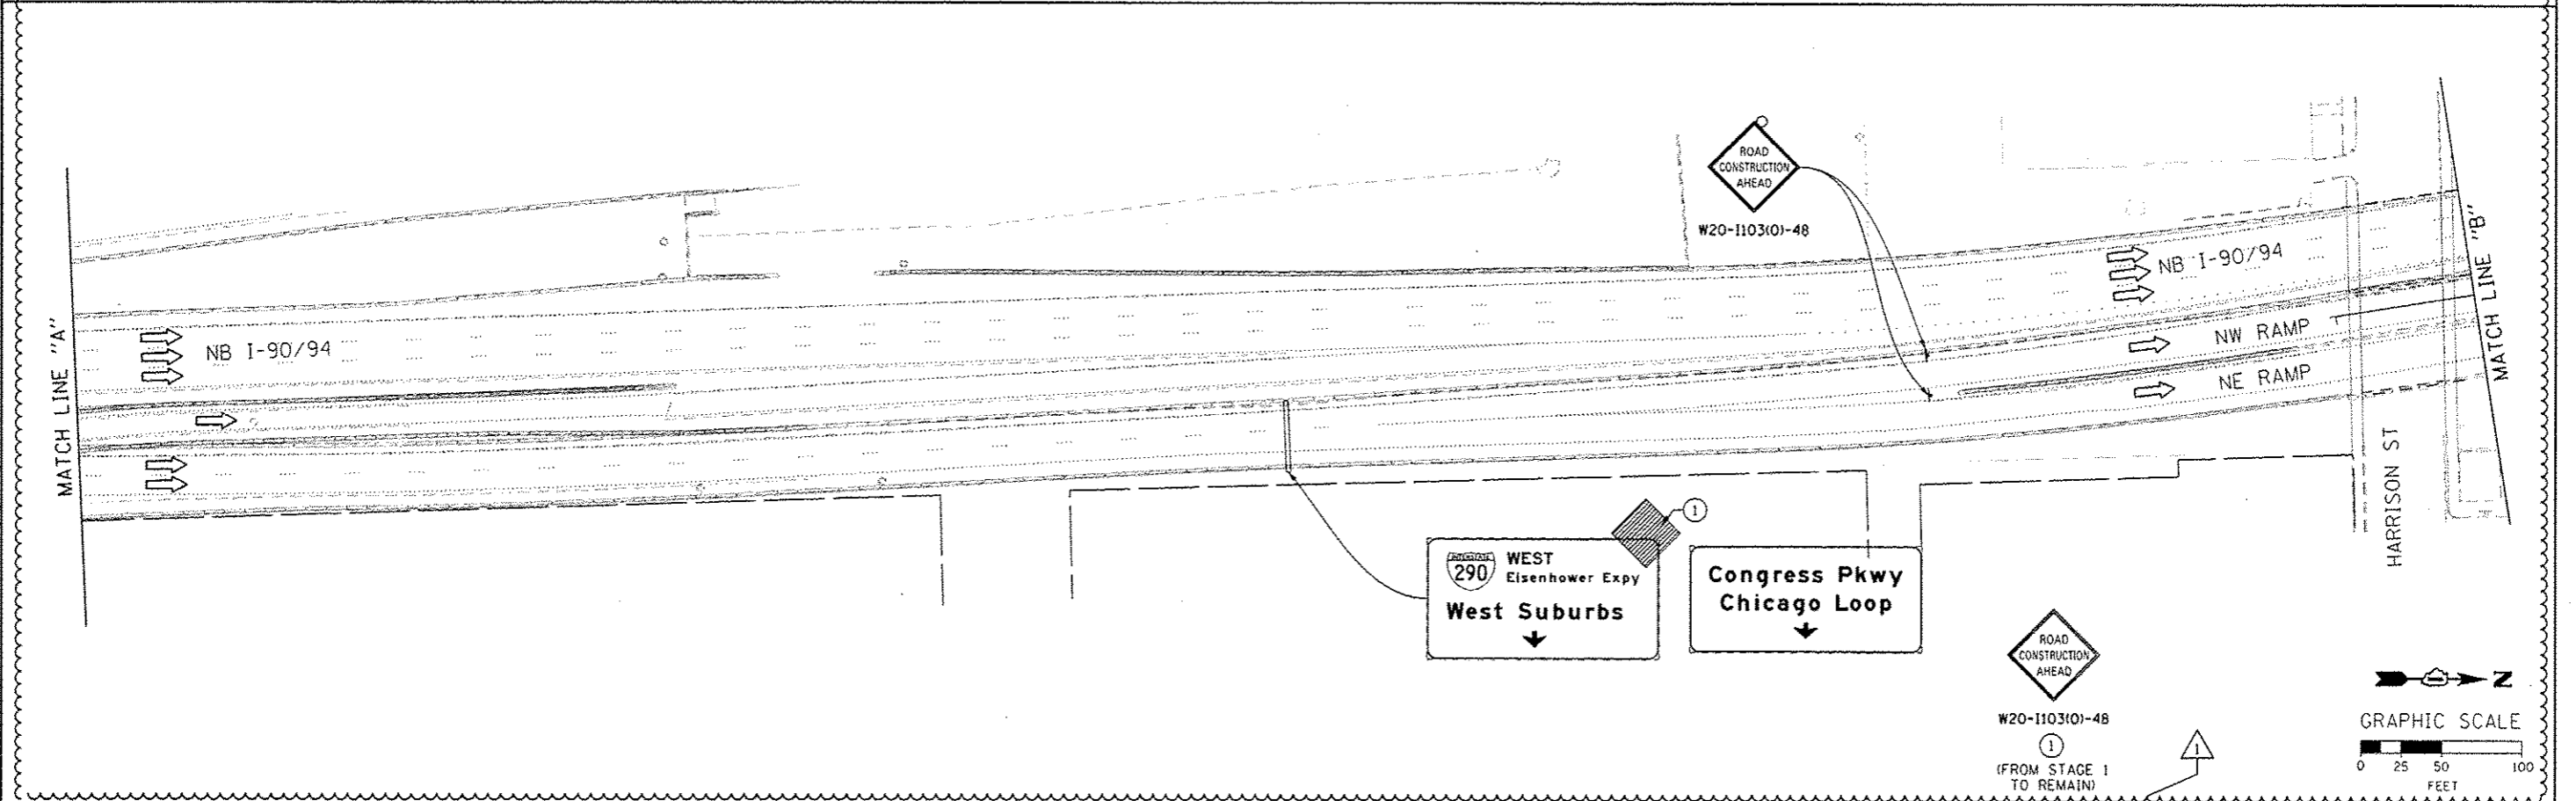 ROAD
CONSTRUCTION
AHEAD
W20-I103(O)-48
MATCH LINE "A"
NB I-90/94
NB I-90/94
NW RAMP
NE RAMP
MATCH LINE "B"
HARRISON ST
1
INTERSTATE
290
WEST
Eisenhower Expy
West Suburbs
Congress Pkwy
Chicago Loop
ROAD
CONSTRUCTION
AHEAD
W20-I103(O)-48
1
(FROM STAGE 1
TO REMAIN)
1
N
GRAPHIC SCALE
0 25 50 100
FEET